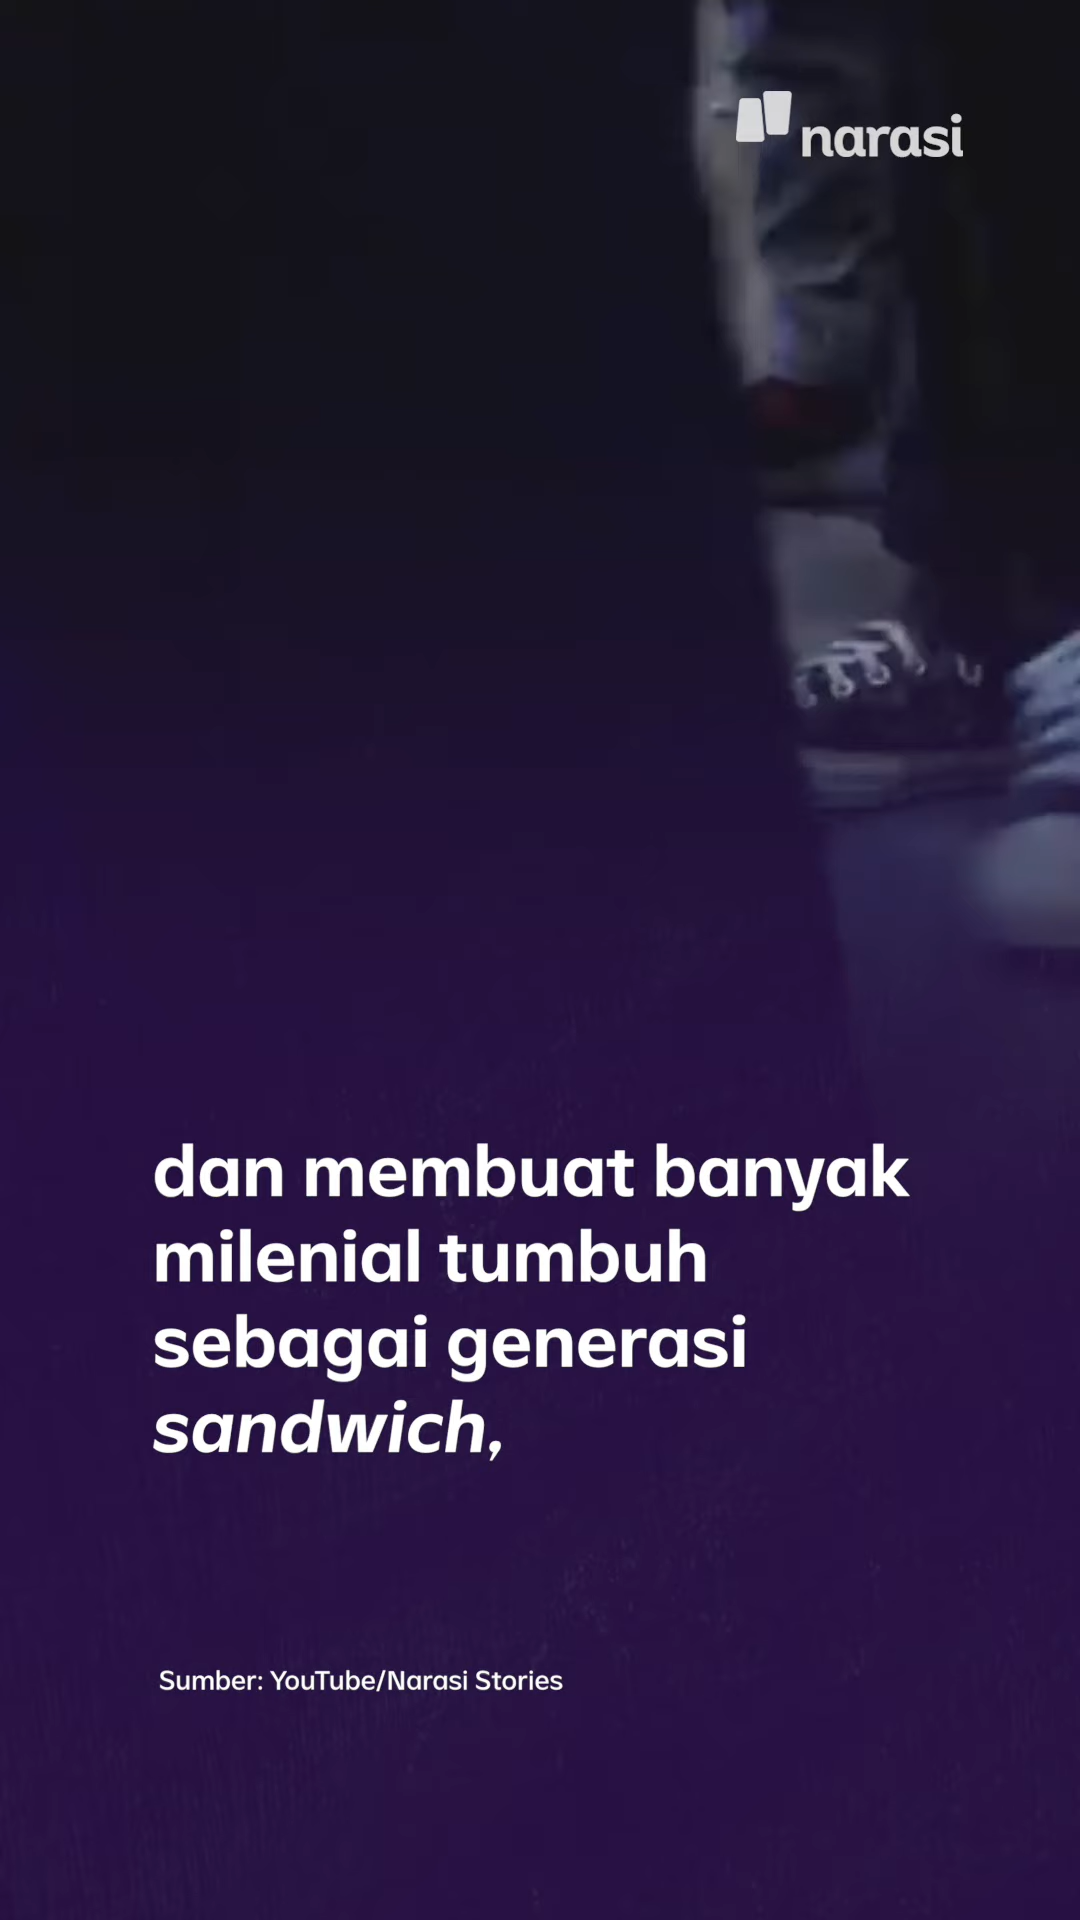 narasi
dan membuat banyak
milenial tumbuh
sebagai generasi
sandwich,
Sumber: YouTube/Narasi Stories